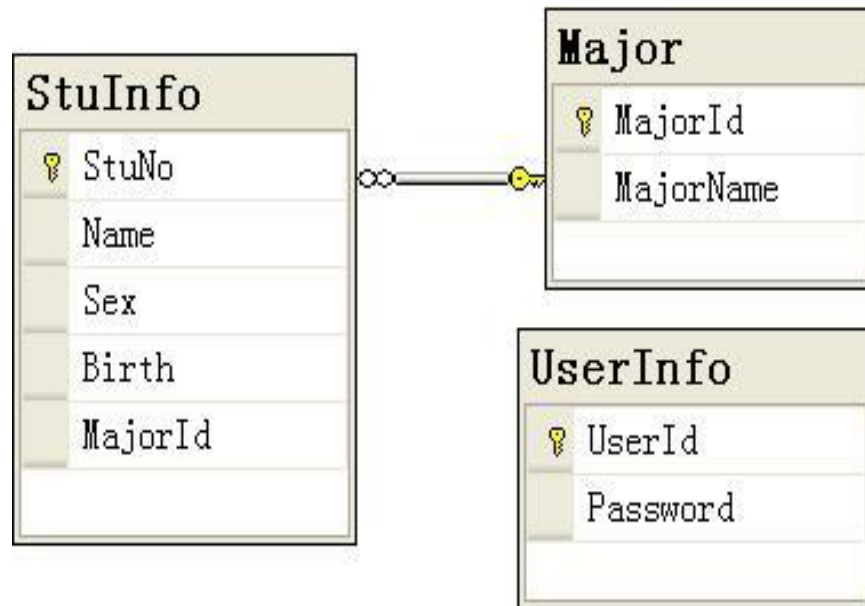 StuInfo
StuNo
Name
Sex
Birth
MajorId
Major
MajorId
MajorName
UserInfo
UserId
Password